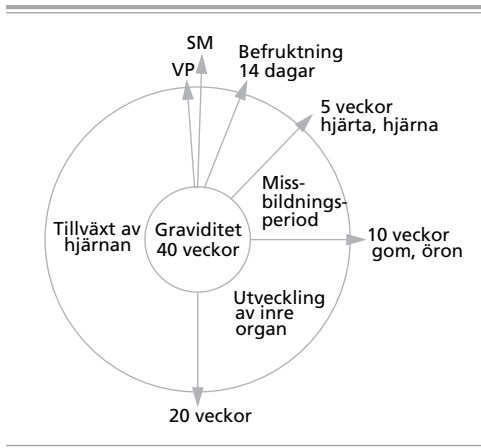 SM
VP
Befruktning
14 dagar
5 veckor
hjärta, hjärna
Miss-
bildnings-
period
10 veckor
gom, öron
Tillväxt av
hjärnan
Graviditet
40 veckor
Utveckling
av inre
organ
20 veckor